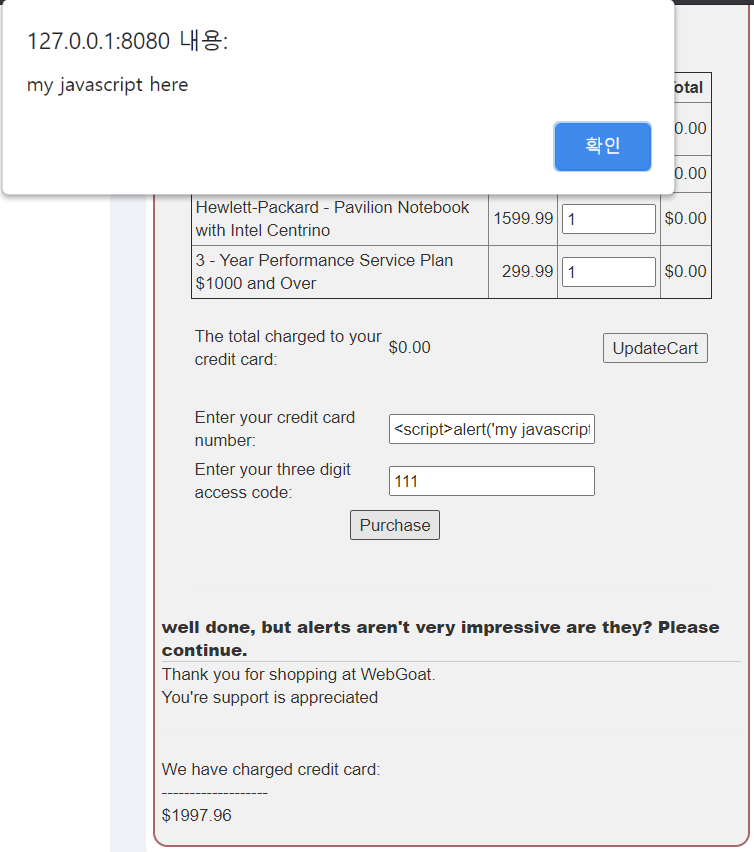 127.0.0.1:8080 내용:
my javascript here
확인
Total
0.00
0.00
Hewlett-Packard - Pavilion Notebook
with Intel Centrino
1599.99 1 $0.00
3 - Year Performance Service Plan
$1000 and Over
299.99 1 $0.00
The total charged to your
credit card:
$0.00
UpdateCart
Enter your credit card
number:
<script>alert('my javascript
Enter your three digit
access code:
111
Purchase
well done, but alerts aren't very impressive are they? Please
continue.
Thank you for shopping at WebGoat.
You're support is appreciated
We have charged credit card:
-------------------
$1997.96